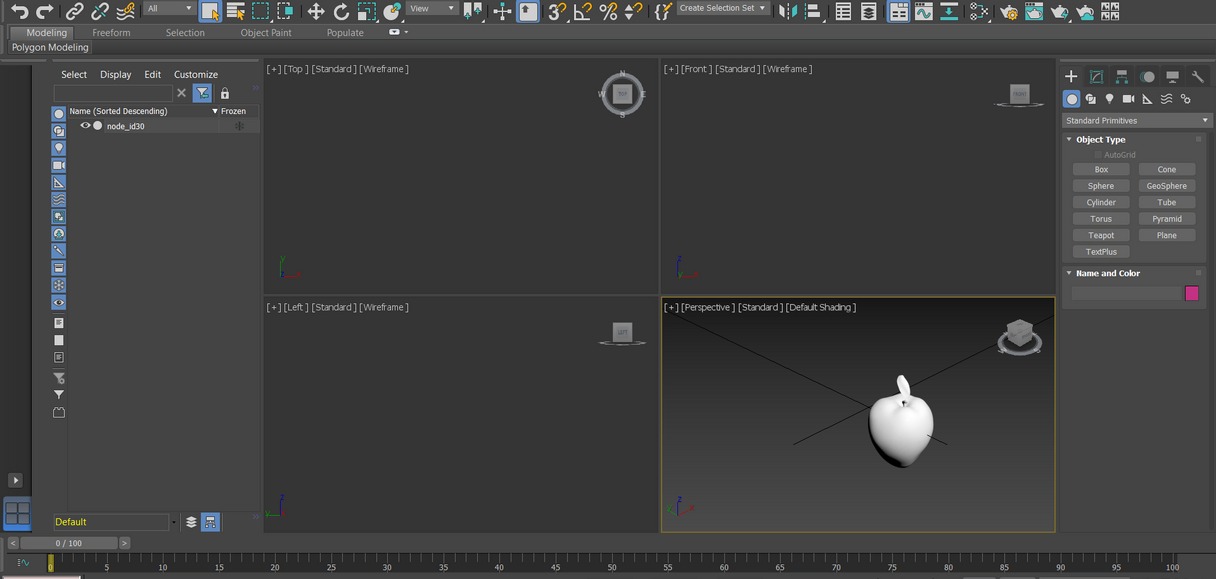 All
View
Create Selection Set
Modeling
Freeform
Selection
Object Paint
Populate
Polygon Modeling
Select
Display
Edit
Customize
Name (Sorted Descending)
Frozen
node_id30
Default
[+] [Top ] [Standard ] [Wireframe ]
N
W
TOP
E
S
y
z
x
[+] [Front ] [Standard ] [Wireframe ]
FRONT
z
y
x
[+] [Left ] [Standard ] [Wireframe ]
LEFT
z
y
[+] [Perspective ] [Standard ] [Default Shading ]
z
x
Standard Primitives
Object Type
AutoGrid
Box
Cone
Sphere
GeoSphere
Cylinder
Tube
Torus
Pyramid
Teapot
Plane
TextPlus
Name and Color
< 0 / 100 >
0 5 10 15 20 25 30 35 40 45 50 55 60 65 70 75 80 85 90 95 100